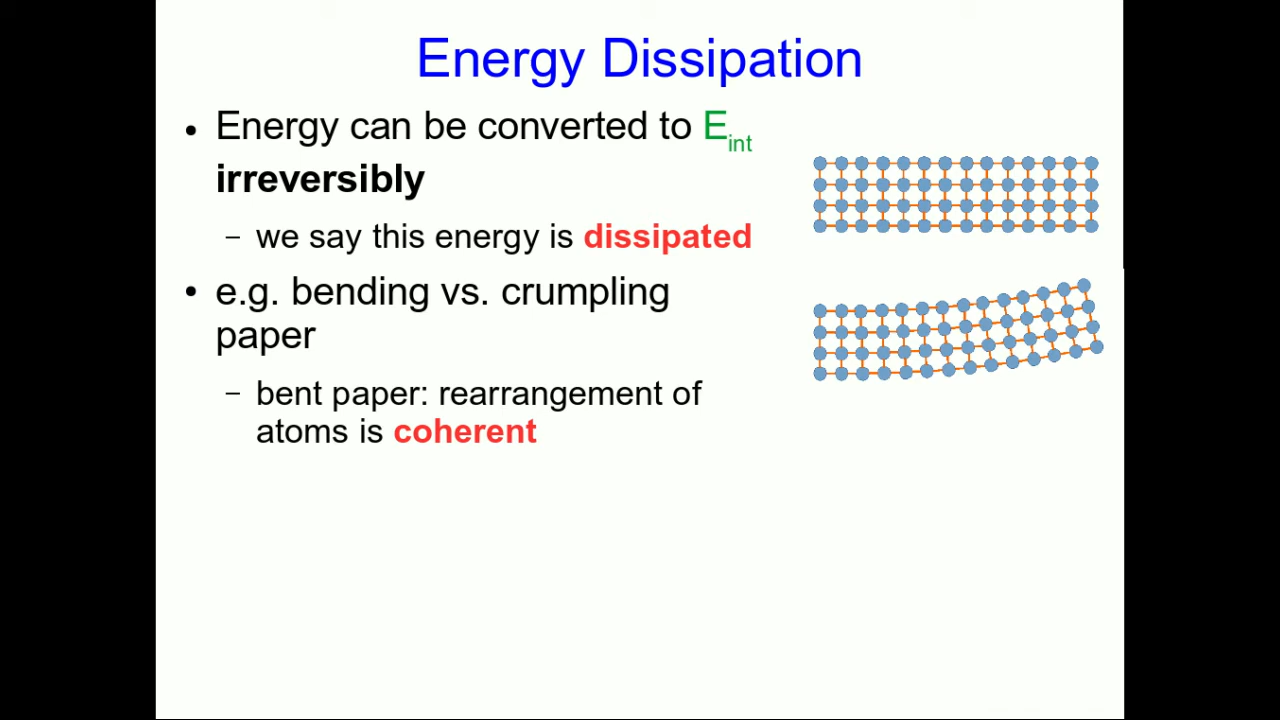 Energy Dissipation
• Energy can be converted to Eint
irreversibly
– we say this energy is dissipated
• e.g. bending vs. crumpling
paper
– bent paper: rearrangement of
atoms is coherent